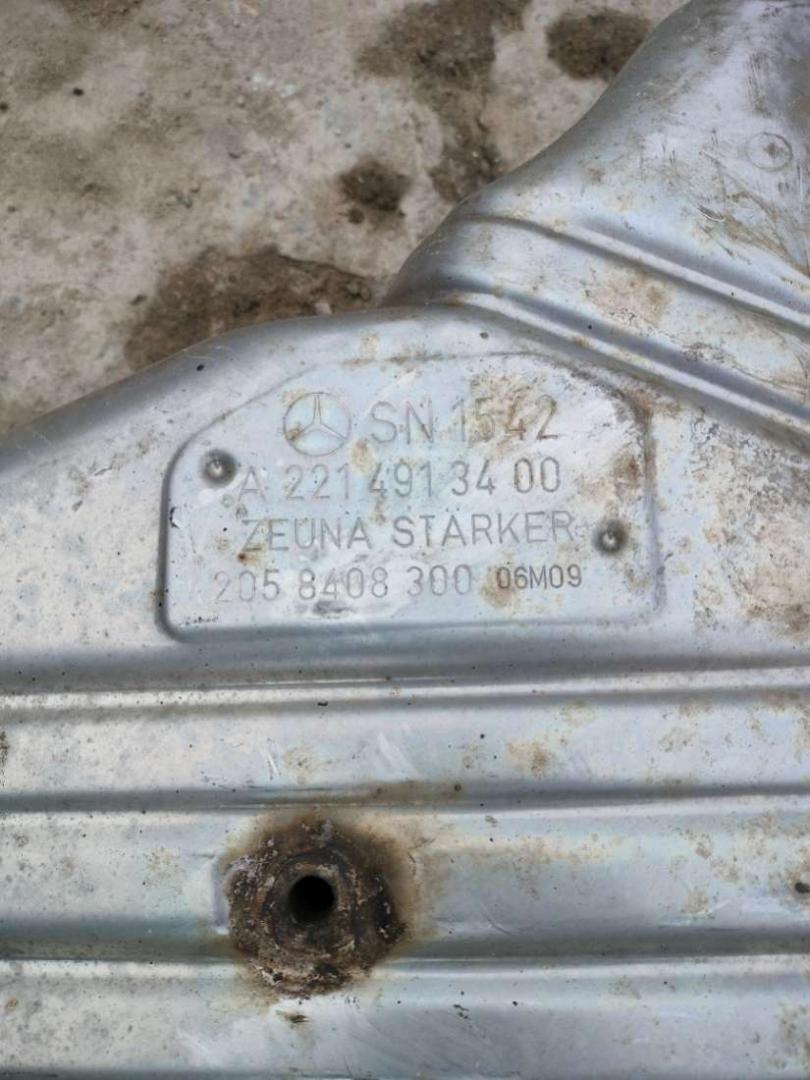 SN 1542
A 221 491 34 00
ZEUNA STARKER
205 8408 300 06M09